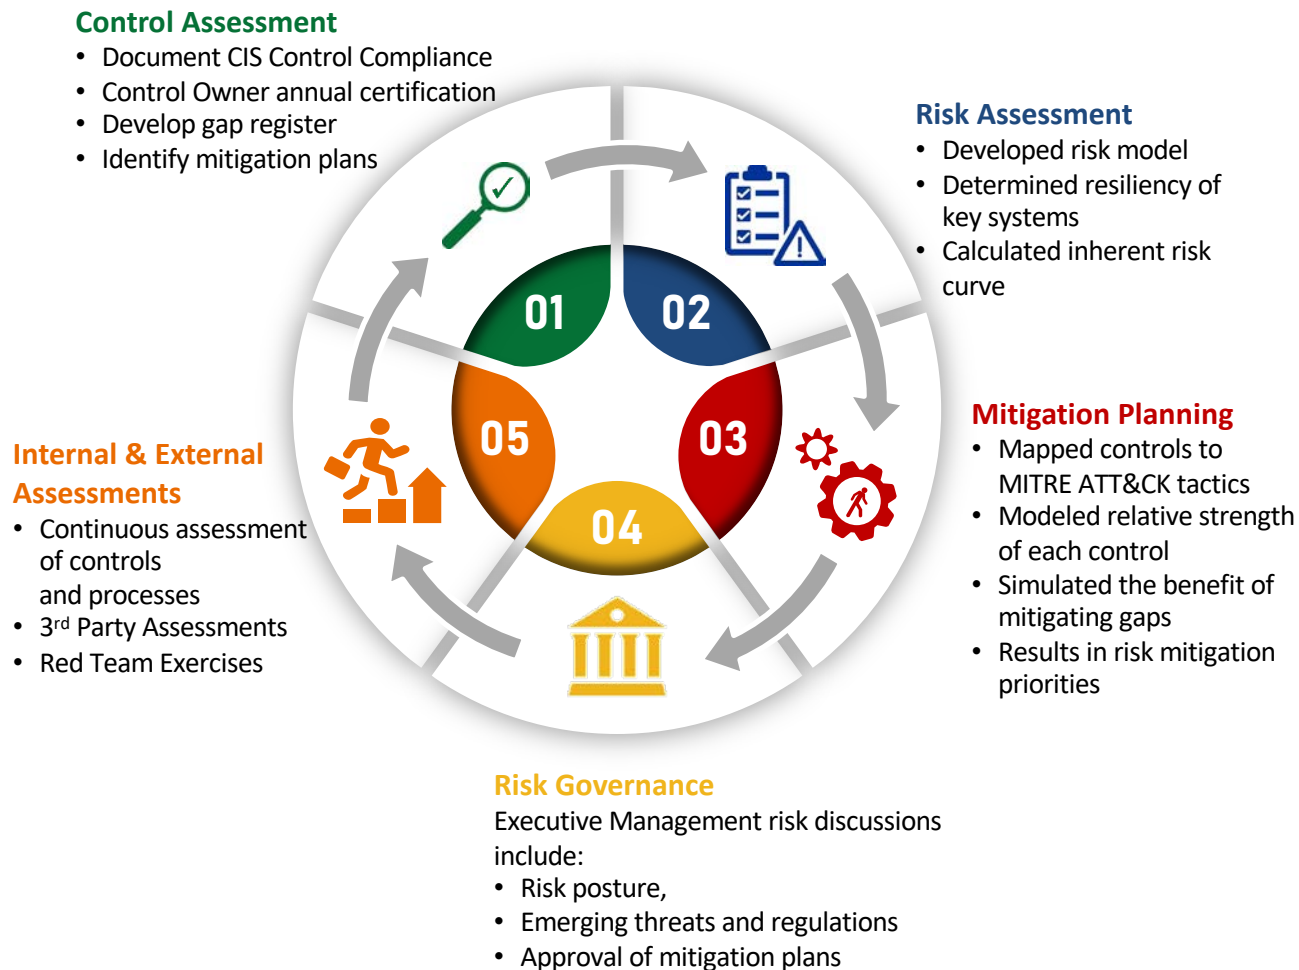 Control Assessment
• Document CIS Control Compliance
• Control Owner annual certification
• Develop gap register
• Identify mitigation plans
Risk Assessment
• Developed risk model
• Determined resiliency of
key systems
• Calculated inherent risk
curve
01
02
03
04
05
Mitigation Planning
• Mapped controls to
MITRE ATT&CK tactics
• Modeled relative strength
of each control
• Simulated the benefit of
mitigating gaps
• Results in risk mitigation
priorities
Internal & External
Assessments
• Continuous assessment
of controls
and processes
• 3rd Party Assessments
• Red Team Exercises
Risk Governance
Executive Management risk discussions
include:
• Risk posture,
• Emerging threats and regulations
• Approval of mitigation plans